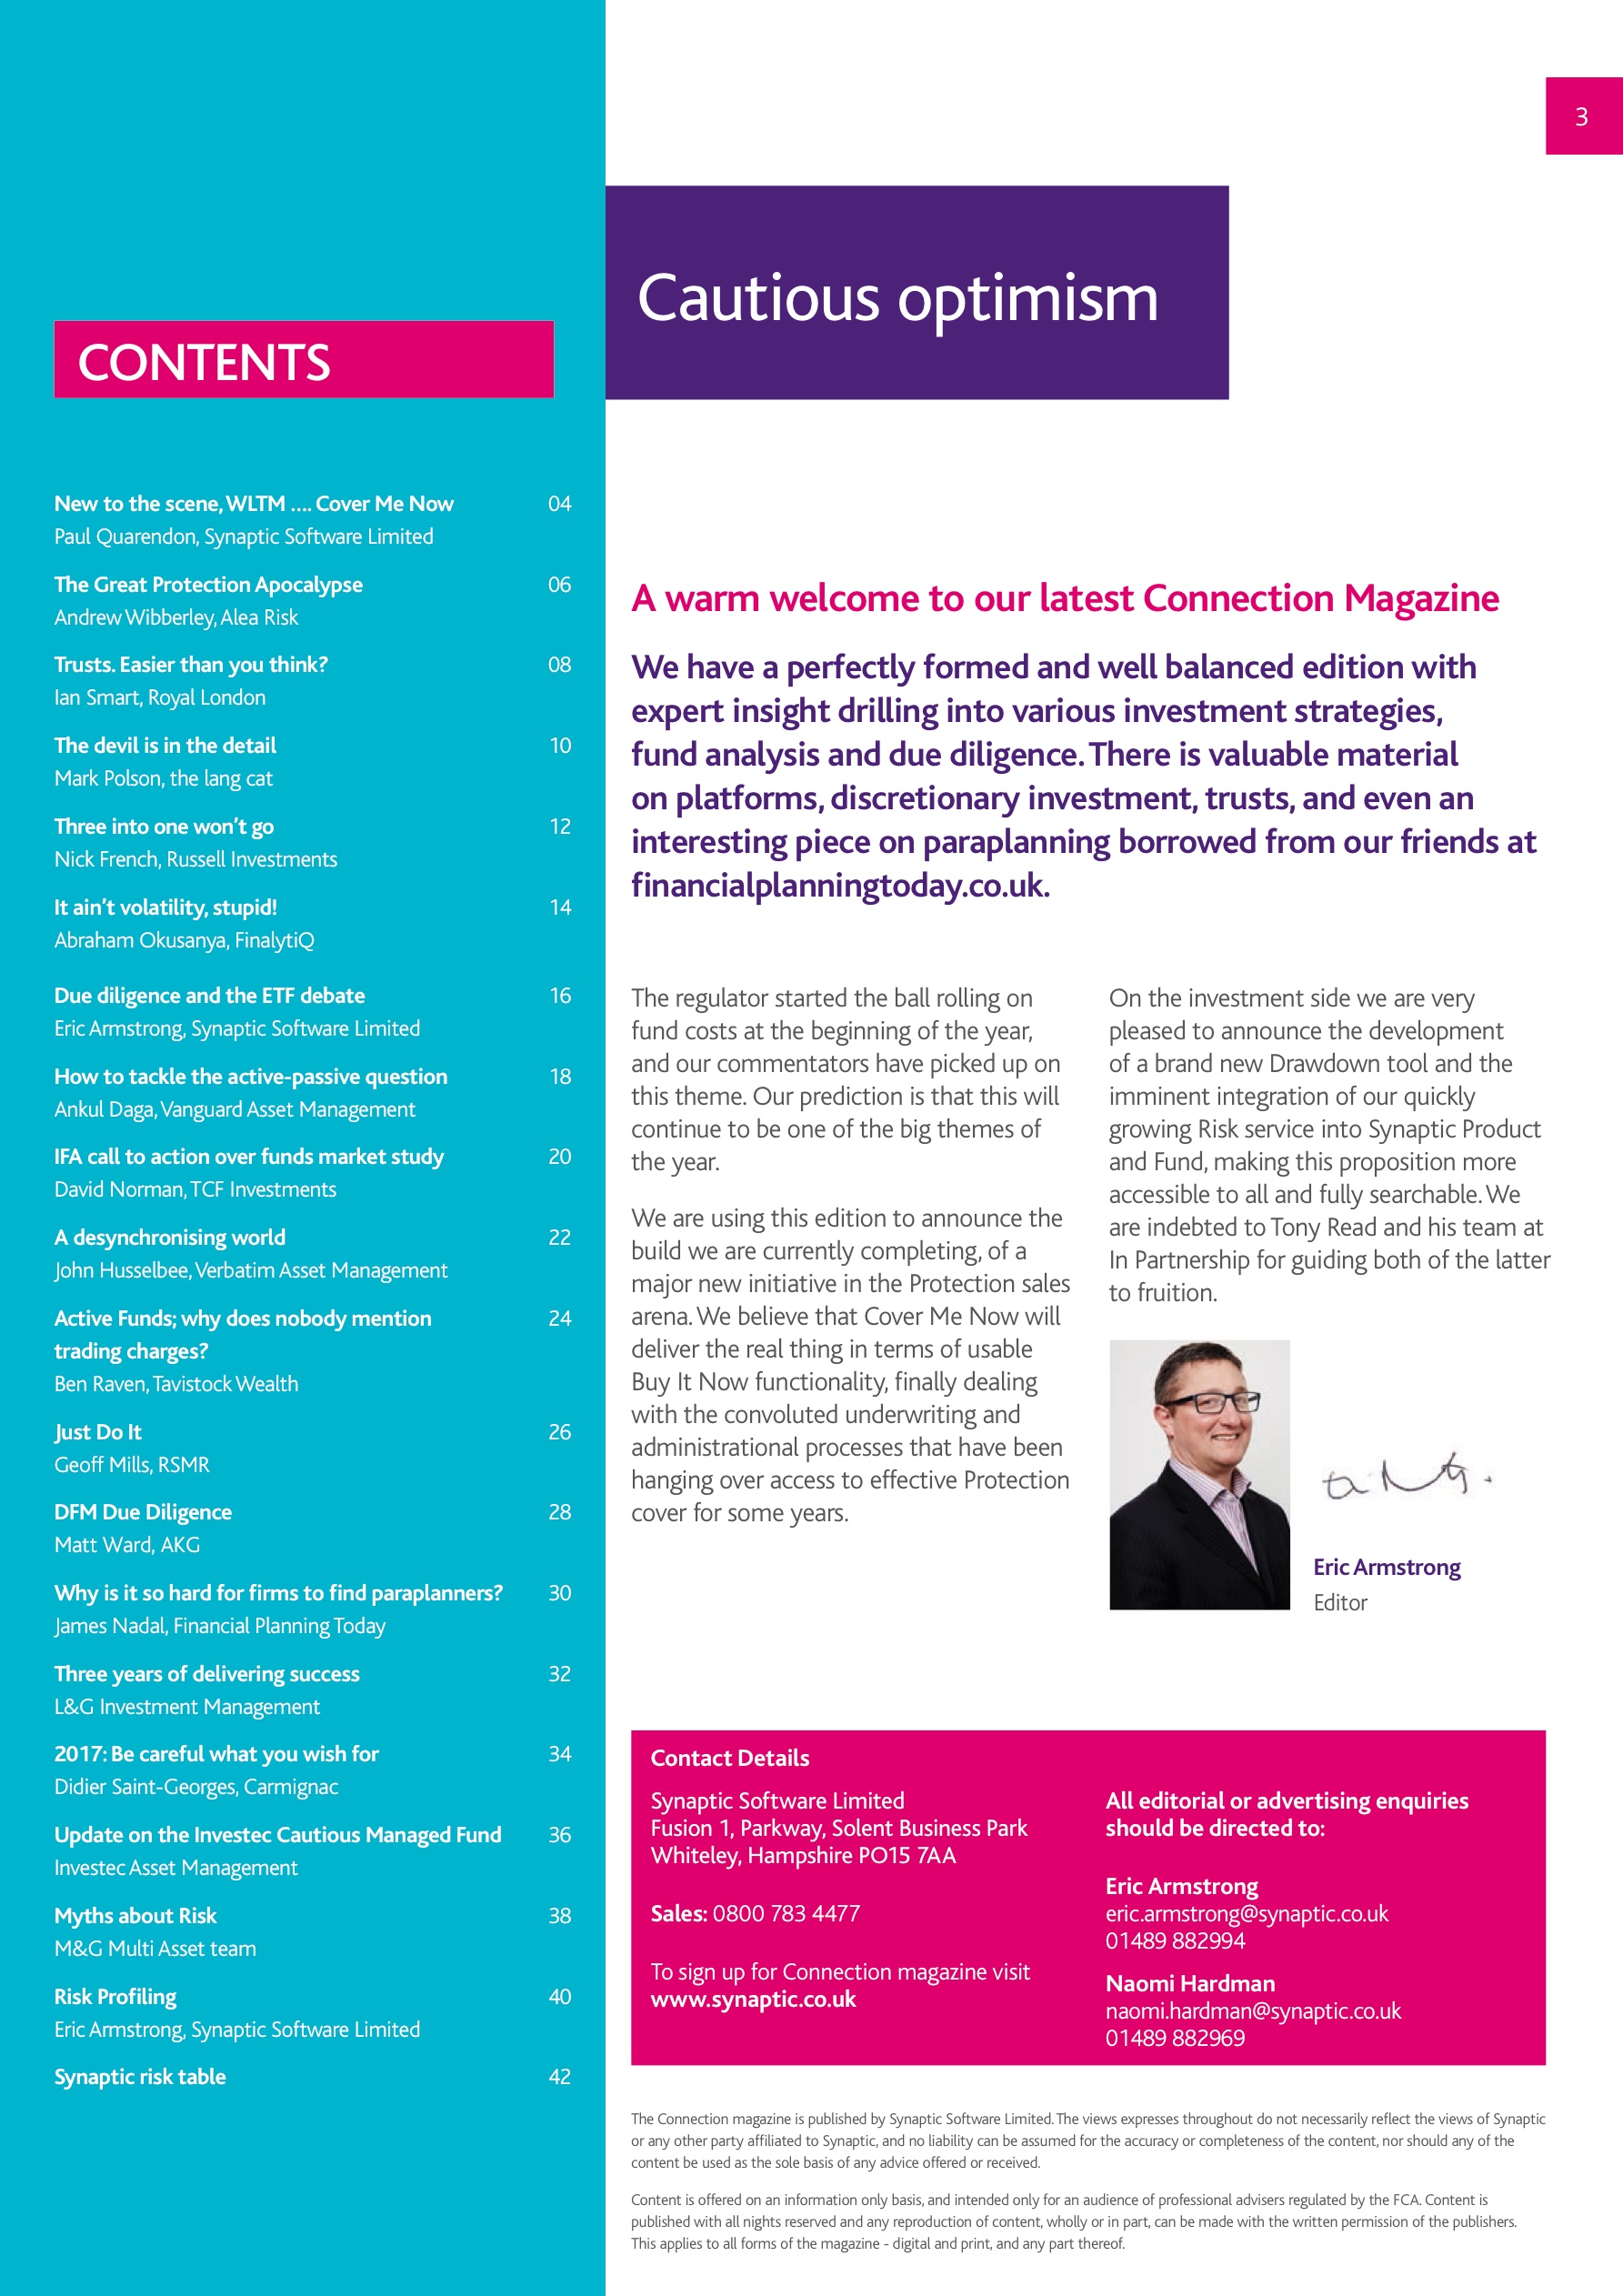 3
Cautious optimism
CONTENTS
New to the scene, WLTM .... Cover Me Now 04
Paul Quarendon, Synaptic Software Limited
The Great Protection Apocalypse 06
Andrew Wibberley, Alea Risk
Trusts. Easier than you think? 08
Ian Smart, Royal London
The devil is in the detail 10
Mark Polson, the lang cat
Three into one won't go 12
Nick French, Russell Investments
It ain't volatility, stupid! 14
Abraham Okusanya, FinalytiQ
Due diligence and the ETF debate 16
Eric Armstrong, Synaptic Software Limited
How to tackle the active-passive question 18
Ankul Daga, Vanguard Asset Management
IFA call to action over funds market study 20
David Norman, TCF Investments
A desynchronising world 22
John Husselbee, Verbatim Asset Management
Active Funds; why does nobody mention 24
trading charges?
Ben Raven, Tavistock Wealth
Just Do It 26
Geoff Mills, RSMR
DFM Due Diligence 28
Matt Ward, AKG
Why is it so hard for firms to find paraplanners? 30
James Nadal, Financial Planning Today
Three years of delivering success 32
L&G Investment Management
2017: Be careful what you wish for 34
Didier Saint-Georges, Carmignac
Update on the Investec Cautious Managed Fund 36
Investec Asset Management
Myths about Risk 38
M&G Multi Asset team
Risk Profiling 40
Eric Armstrong, Synaptic Software Limited
Synaptic risk table 42
A warm welcome to our latest Connection Magazine
We have a perfectly formed and well balanced edition with
expert insight drilling into various investment strategies,
fund analysis and due diligence. There is valuable material
on platforms, discretionary investment, trusts, and even an
interesting piece on paraplanning borrowed from our friends at
financialplanningtoday.co.uk.
The regulator started the ball rolling on
fund costs at the beginning of the year,
and our commentators have picked up on
this theme. Our prediction is that this will
continue to be one of the big themes of
the year.
We are using this edition to announce the
build we are currently completing, of a
major new initiative in the Protection sales
arena. We believe that Cover Me Now will
deliver the real thing in terms of usable
Buy It Now functionality, finally dealing
with the convoluted underwriting and
administrational processes that have been
hanging over access to effective Protection
cover for some years.
On the investment side we are very
pleased to announce the development
of a brand new Drawdown tool and the
imminent integration of our quickly
growing Risk service into Synaptic Product
and Fund, making this proposition more
accessible to all and fully searchable. We
are indebted to Tony Read and his team at
In Partnership for guiding both of the latter
to fruition.
Eric Armstrong
Editor
Contact Details
Synaptic Software Limited
Fusion 1, Parkway, Solent Business Park
Whiteley, Hampshire PO15 7AA
Sales: 0800 783 4477
To sign up for Connection magazine visit
www.synaptic.co.uk
All editorial or advertising enquiries
should be directed to:
Eric Armstrong
eric.armstrong@synaptic.co.uk
01489 882994
Naomi Hardman
naomi.hardman@synaptic.co.uk
01489 882969
The Connection magazine is published by Synaptic Software Limited. The views expresses throughout do not necessarily reflect the views of Synaptic
or any other party affiliated to Synaptic, and no liability can be assumed for the accuracy or completeness of the content, nor should any of the
content be used as the sole basis of any advice offered or received.
Content is offered on an information only basis, and intended only for an audience of professional advisers regulated by the FCA. Content is
published with all rights reserved and any reproduction of content, wholly or in part, can be made with the written permission of the publishers.
This applies to all forms of the magazine - digital and print, and any part thereof.